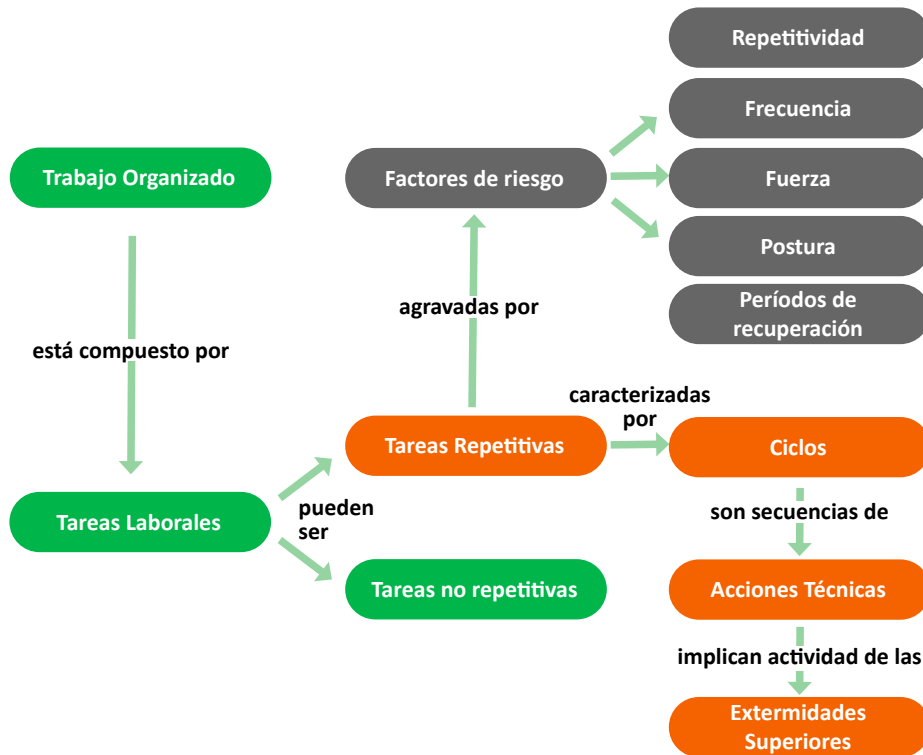 Repetitividad
Frecuencia
Trabajo Organizado
Factores de riesgo
Fuerza
Postura
agravadas por
Períodos de
recuperación
está compuesto por
caracterizadas
por
Tareas Repetitivas
Ciclos
pueden
ser
Tareas Laborales
son secuencias de
Tareas no repetitivas
Acciones Técnicas
implican actividad de las
Extermidades
Superiores